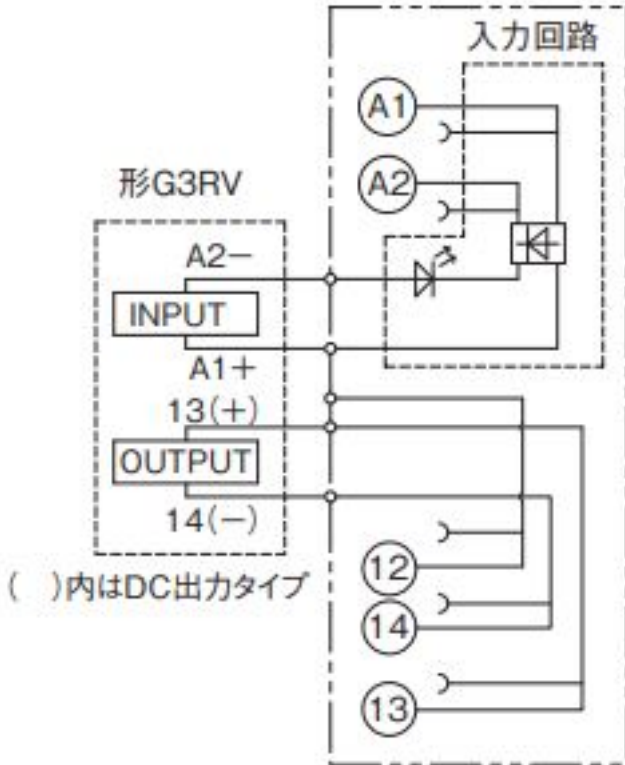 入力回路
A1
形G3RV
A2
A2−
INPUT
A1+
13(+)
OUTPUT
14(−)
12
(　)内はDC出力タイプ
14
13